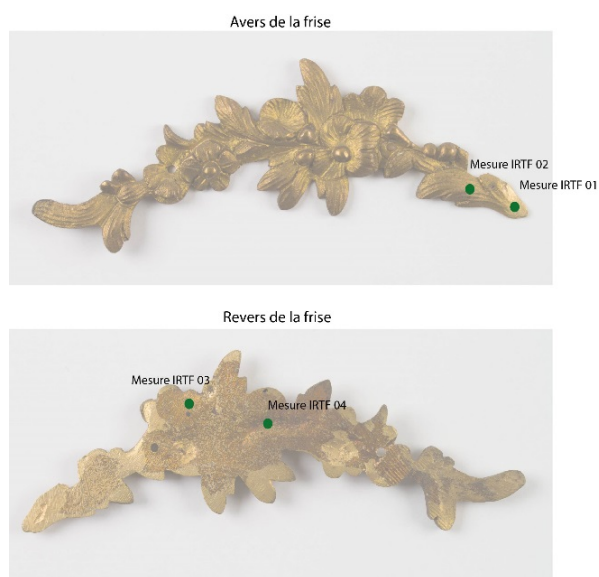 Avers de la frise
Mesure IRTF 02
Mesure IRTF 01
Revers de la frise
Mesure IRTF 03
Mesure IRTF 04